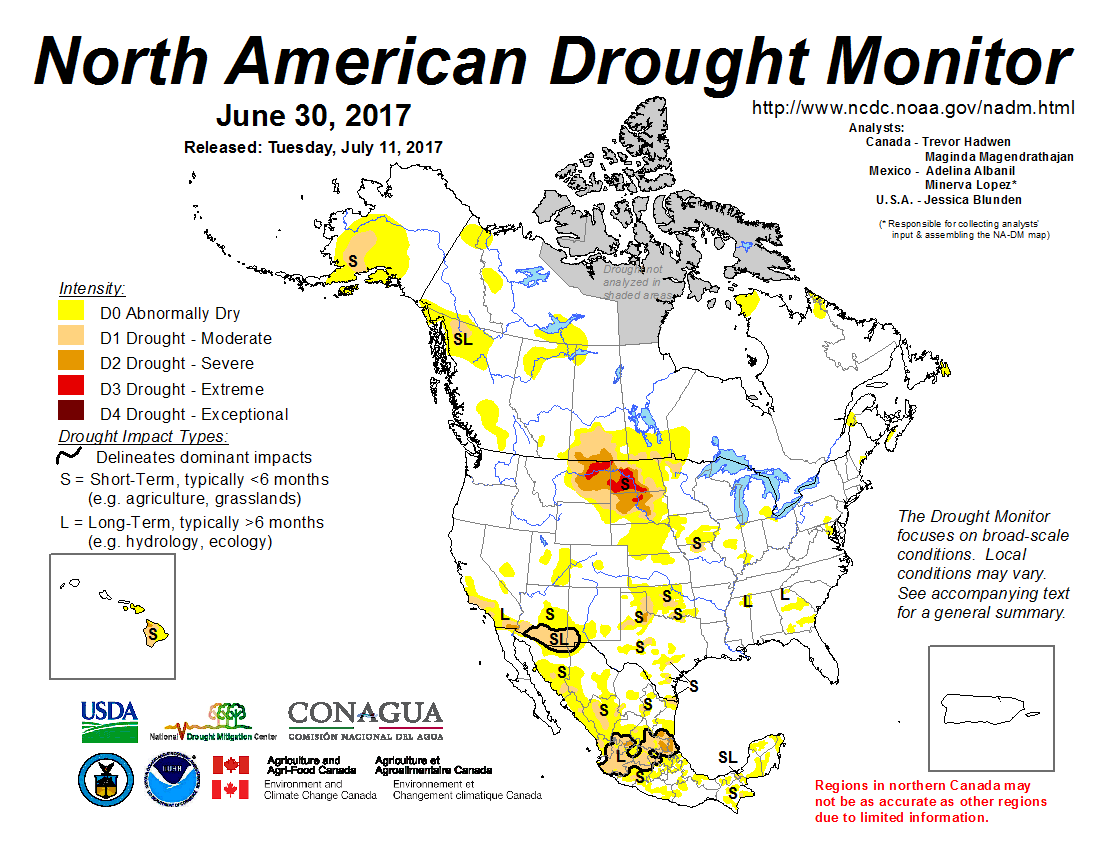 North American Drought Monitor
June 30, 2017
Released: Tuesday, July 11, 2017
http://www.ncdc.noaa.gov/nadm.html
Analysts:
Canada - Trevor Hadwen
Maginda Magendrathajan
Mexico - Adelina Albanil
Minerva Lopez*
U.S.A. - Jessica Blunden
(* Responsible for collecting analysts'
input & assembling the NA-DM map)
Drought not
analyzed in
shaded areas
Intensity:
D0 Abnormally Dry
D1 Drought - Moderate
D2 Drought - Severe
D3 Drought - Extreme
D4 Drought - Exceptional
Drought Impact Types:
Delineates dominant impacts
S = Short-Term, typically <6 months
(e.g. agriculture, grasslands)
L = Long-Term, typically >6 months
(e.g. hydrology, ecology)
S
SL
S
S
L
S
S
S
S
L
L
SL
S
S
S
S
S
S
L
S
SL
S
S
The Drought Monitor
focuses on broad-scale
conditions. Local
conditions may vary.
See accompanying text
for a general summary.
USDA
National Drought Mitigation Center
CONAGUA
COMISIÓN NACIONAL DEL AGUA
NOAA
Agriculture and
Agri-Food Canada
Agriculture et
Agroalimentaire Canada
Environment and
Climate Change Canada
Environnement et
Changement climatique Canada
Regions in northern Canada may
not be as accurate as other regions
due to limited information.